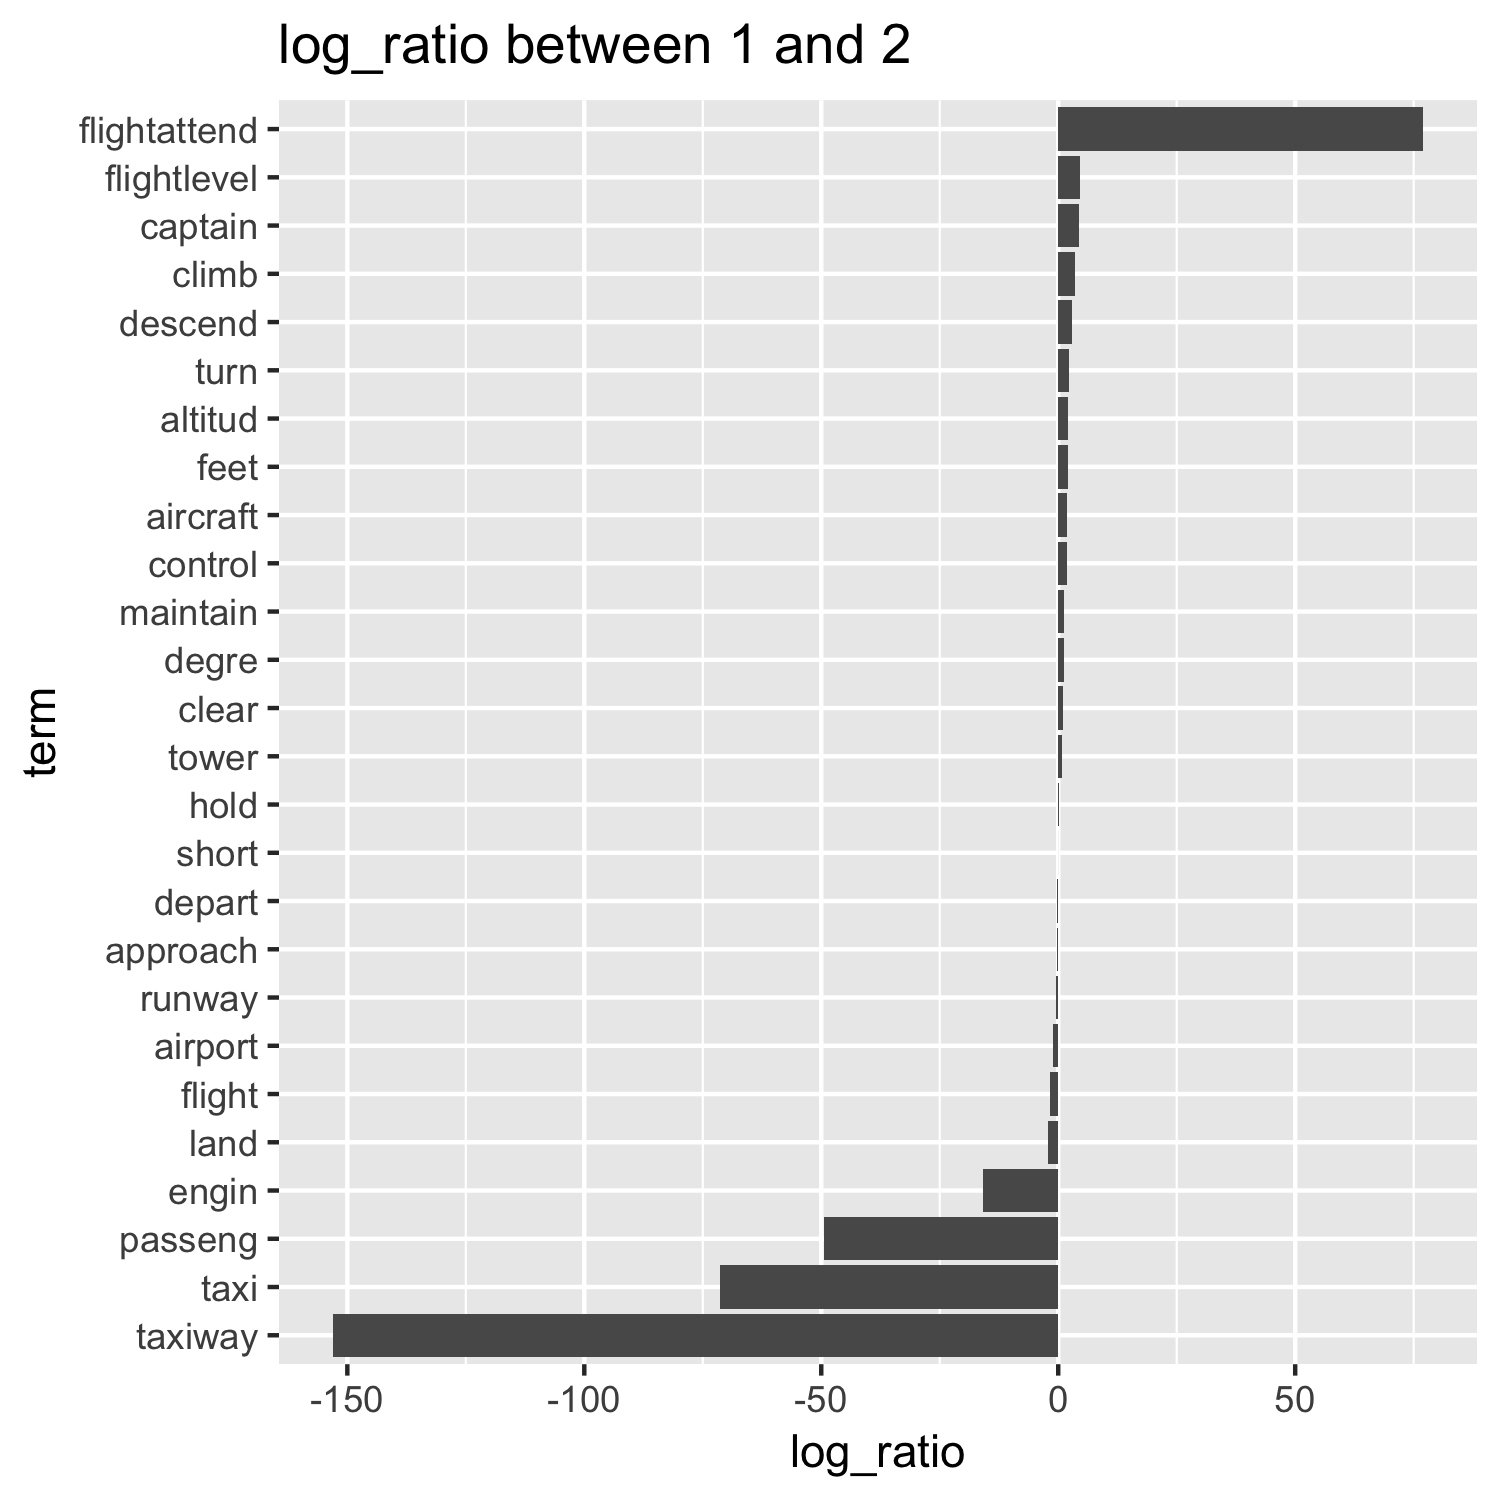 log_ratio between 1 and 2
flightattend
flightlevel
captain
climb
descend
turn
altitud
feet
aircraft
control
maintain
degre
clear
tower
hold
short
depart
approach
runway
airport
flight
land
engin
passeng
taxi
taxiway
term
-150 -100 -50 0 50
log_ratio